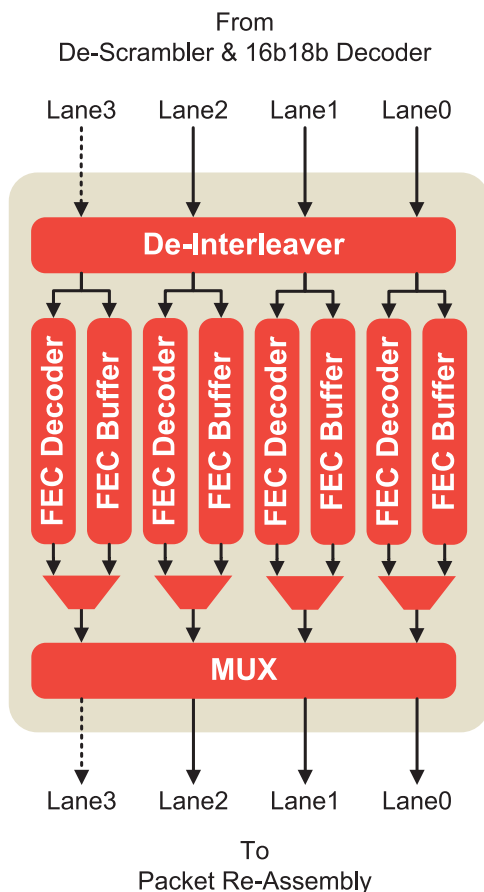 From
De-Scrambler & 16b18b Decoder
Lane3 Lane2 Lane1 Lane0
De-Interleaver
FEC Decoder
FEC Buffer
FEC Decoder
FEC Buffer
FEC Decoder
FEC Buffer
FEC Decoder
FEC Buffer
MUX
Lane3 Lane2 Lane1 Lane0
To
Packet Re-Assembly